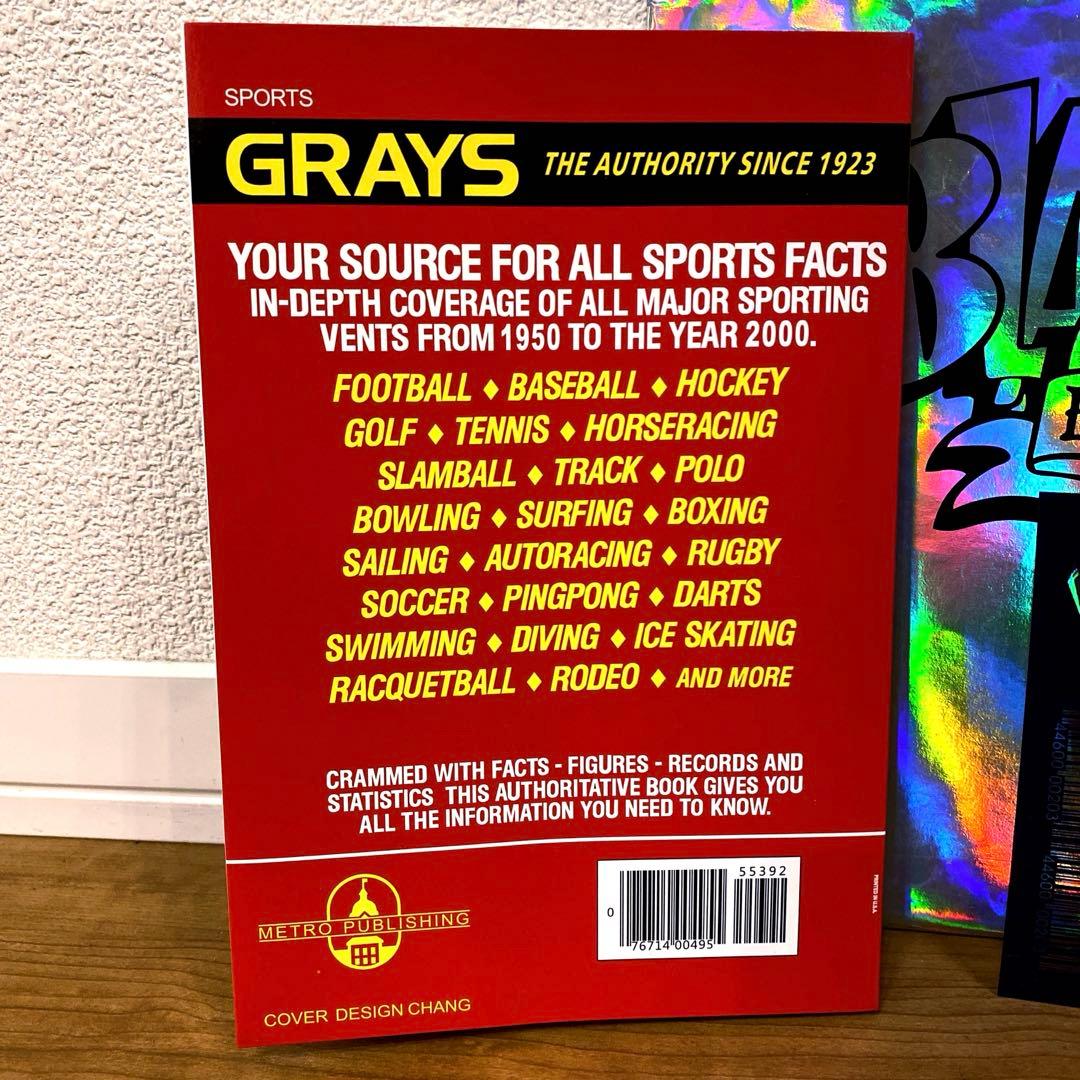 SPORTS
GRAYS THE AUTHORITY SINCE 1923
YOUR SOURCE FOR ALL SPORTS FACTS
IN-DEPTH COVERAGE OF ALL MAJOR SPORTING
VENTS FROM 1950 TO THE YEAR 2000.
FOOTBALL ♦ BASEBALL ♦ HOCKEY
GOLF ♦ TENNIS ♦ HORSERACING
SLAMBALL ♦ TRACK ♦ POLO
BOWLING ♦ SURFING ♦ BOXING
SAILING ♦ AUTORACING ♦ RUGBY
SOCCER ♦ PINGPONG ♦ DARTS
SWIMMING ♦ DIVING ♦ ICE SKATING
RACQUETBALL ♦ RODEO ♦ AND MORE
CRAMMED WITH FACTS - FIGURES - RECORDS AND
STATISTICS THIS AUTHORITATIVE BOOK GIVES YOU
ALL THE INFORMATION YOU NEED TO KNOW.
55392
0
76714 00495
PRINTED IN U.S.A.
METRO PUBLISHING
COVER DESIGN CHANG